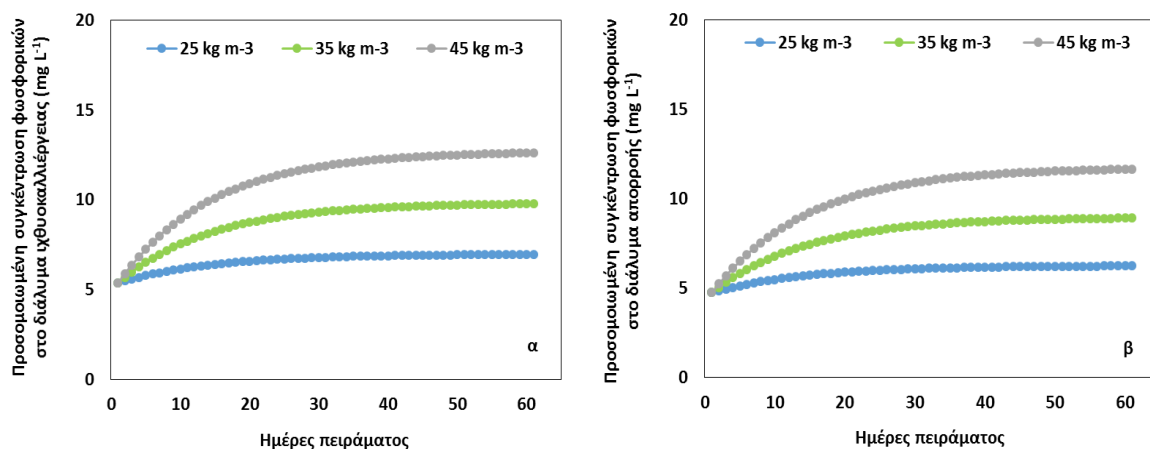 Προσομοιωμένη συγκέντρωση φωσφορικών
στο διάλυμα ιχθυοκαλλιέργειας (mg L-1)
20
15
10
5
0
25 kg m-3 35 kg m-3 45 kg m-3
α
0 10 20 30 40 50 60
Ημέρες πειράματος
Προσομοιωμένη συγκέντρωση φωσφορικών
στο διάλυμα απορροής (mg L-1)
20
15
10
5
0
25 kg m-3 35 kg m-3 45 kg m-3
β
0 10 20 30 40 50 60
Ημέρες πειράματος